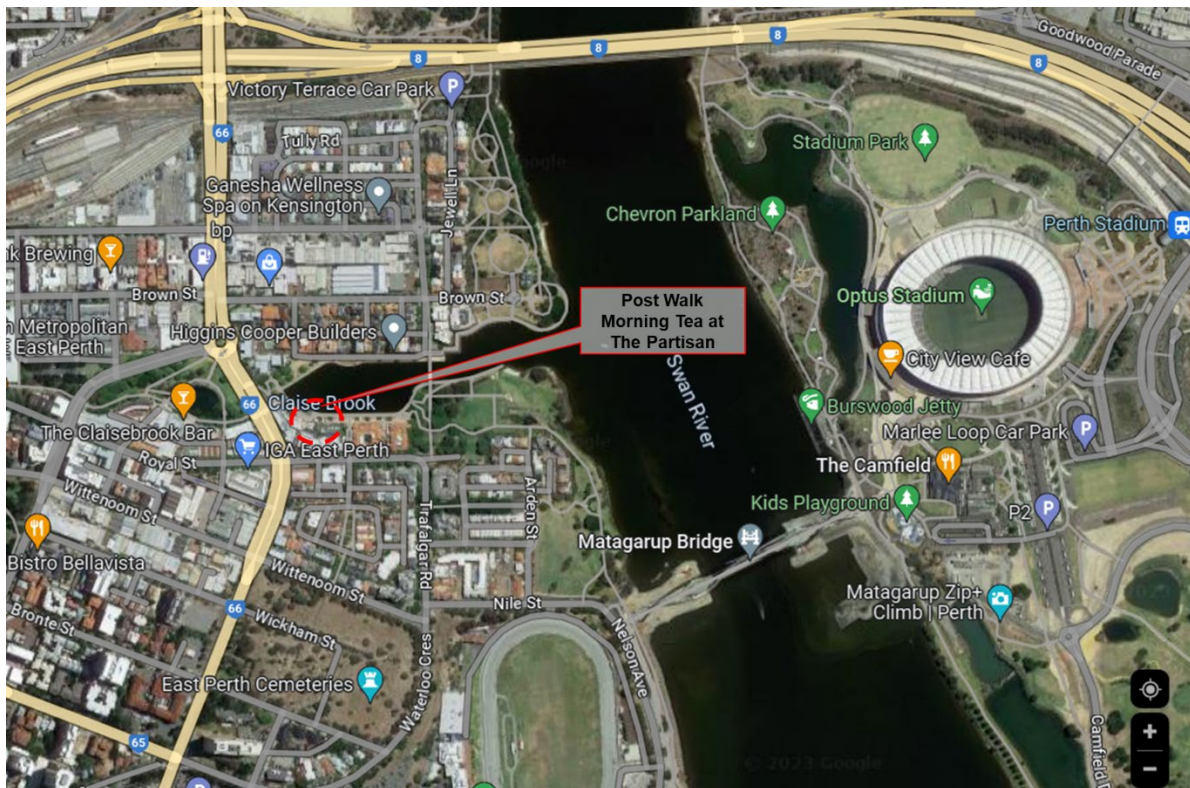 8
8
8
8
Goodwood Parade
Victory Terrace Car Park
P
66
Tully Rd
Stadium Park
Ganesha Wellness
Spa on Kensington
Jewell Ln
Chevron Parkland
bp
Perth Stadium
nk Brewing
Brown St
Brown St
Optus Stadium
Post Walk
Morning Tea at
The Partisan
n Metropolitan
East Perth
Higgins Cooper Builders
City View Cafe
Swan River
66
Claise Brook
Burswood Jetty
The Claisebrook Bar
Marlee Loop Car Park
P
IGA East Perth
Royal St
The Camfield
Wittenoom St
Arden St
Trafalgar Rd
Kids Playground
P2
P
Matagarup Bridge
Bistro Bellavista
Wittenoom St
Matagarup Zip+
Climb | Perth
66
Nile St
Bronte St
Wickham St
Nelson Ave
East Perth Cemeteries
Waterloo Cres
65
Camfield D
P
+
−
Google
© 2023 Google